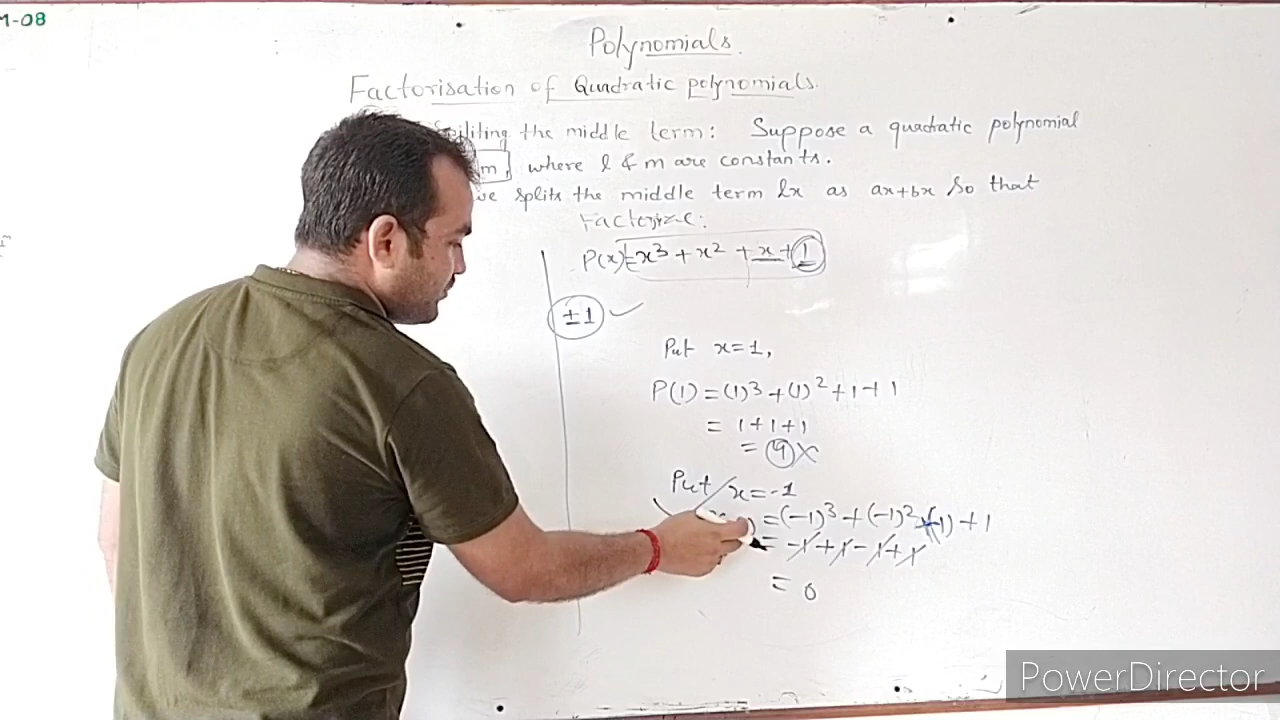 M-08
Polynomials.
Factorisation of Quadratic polynomials.
Spiliting the middle term: Suppose a quadratic polynomial
m, where l & m are constants.
we splits the middle term lx as ax+bx so that
Factorize:
P(x)=x³+x²+x+1
±1 ✓
Put x=1,
P(1)=(1)³+(1)²+1+1
= 1+1+1
= 4 ×
Put x=-1
=(-1)³+(-1)²+(-1)+1
= -1+1-1+1
= 0
PowerDirector